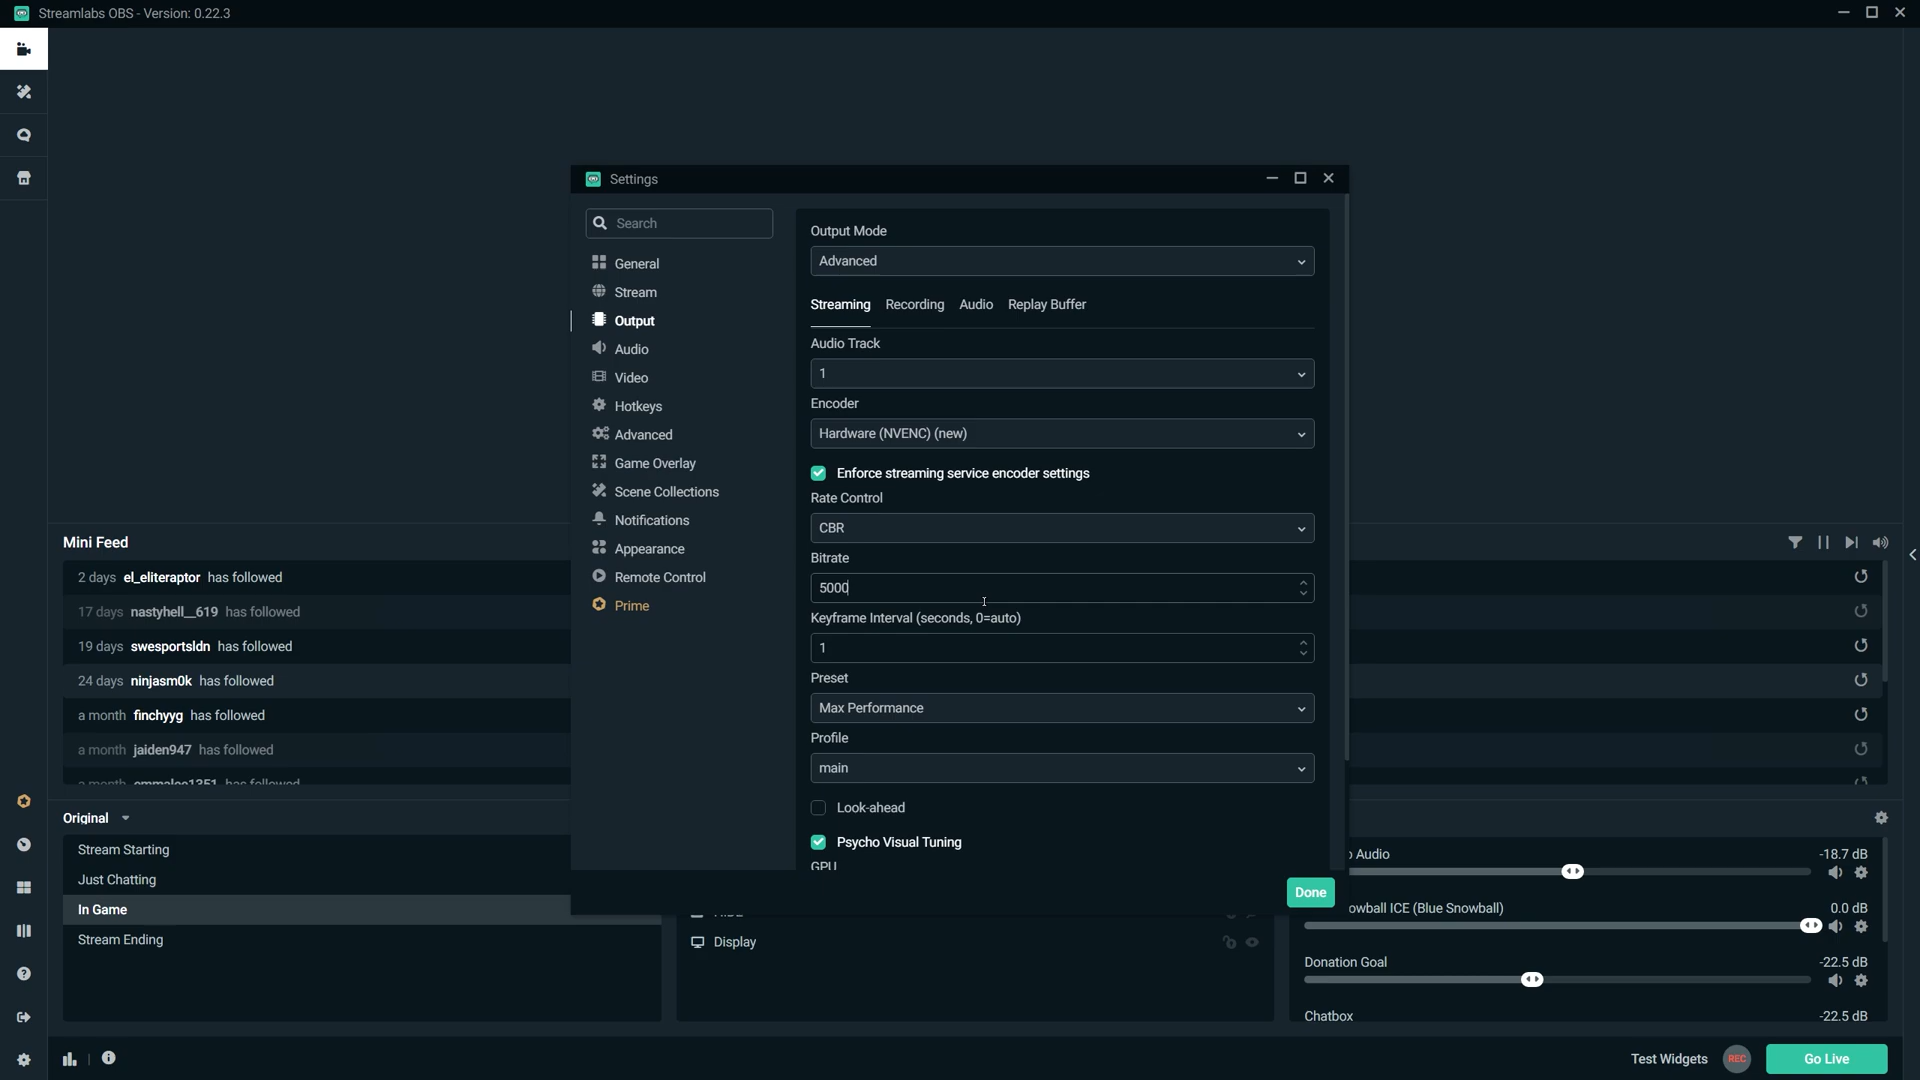 Streamlabs OBS - Version: 0.22.3
Settings
Search
General
Stream
Output
Audio
Video
Hotkeys
Advanced
Game Overlay
Scene Collections
Notifications
Appearance
Remote Control
Prime
Output Mode
Advanced
Streaming Recording Audio Replay Buffer
Audio Track
1
Encoder
Hardware (NVENC) (new)
Enforce streaming service encoder settings
Rate Control
CBR
Bitrate
5000
Keyframe Interval (seconds, 0=auto)
1
Preset
Max Performance
Profile
main
Look-ahead
Psycho Visual Tuning
GPU
Done
Mini Feed
2 days el_eliteraptor has followed
17 days nastyhell__619 has followed
19 days swesportsldn has followed
24 days ninjasm0k has followed
a month finchyyg has followed
a month jaiden947 has followed
a month emmalee1351 has followed
Original
Stream Starting
Just Chatting
In Game
Stream Ending
Display
Audio -18.7 dB
owball ICE (Blue Snowball) 0.0 dB
Donation Goal -22.5 dB
Chatbox -22.5 dB
Test Widgets REC Go Live